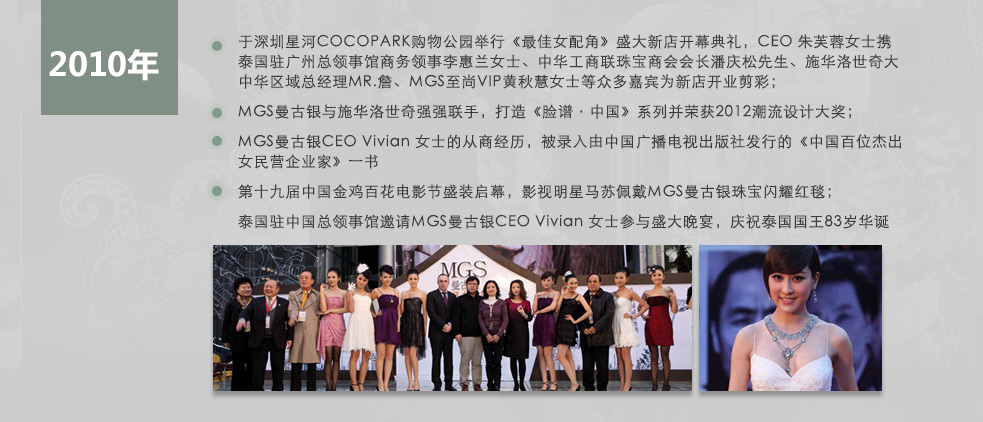 2010年
于深圳星河COCOPARK购物公园举行《最佳女配角》盛大新店开幕典礼，CEO 朱芙蓉女士携
泰国驻广州总领事馆商务领事李惠兰女士、中华工商联珠宝商会会长潘庆松先生、施华洛世奇大
中华区域总经理MR.詹、MGS至尚VIP黄秋慧女士等众多嘉宾为新店开业剪彩；
MGS曼古银与施华洛世奇强强联手，打造《脸谱·中国》系列并荣获2012潮流设计大奖；
MGS曼古银CEO Vivian 女士的从商经历，被录入由中国广播电视出版社发行的《中国百位杰出
女民营企业家》一书
第十九届中国金鸡百花电影节盛装启幕，影视明星马苏佩戴MGS曼古银珠宝闪耀红毯；
泰国驻中国总领事馆邀请MGS曼古银CEO Vivian 女士参与盛大晚宴，庆祝泰国国王83岁华诞
MGS
曼古银